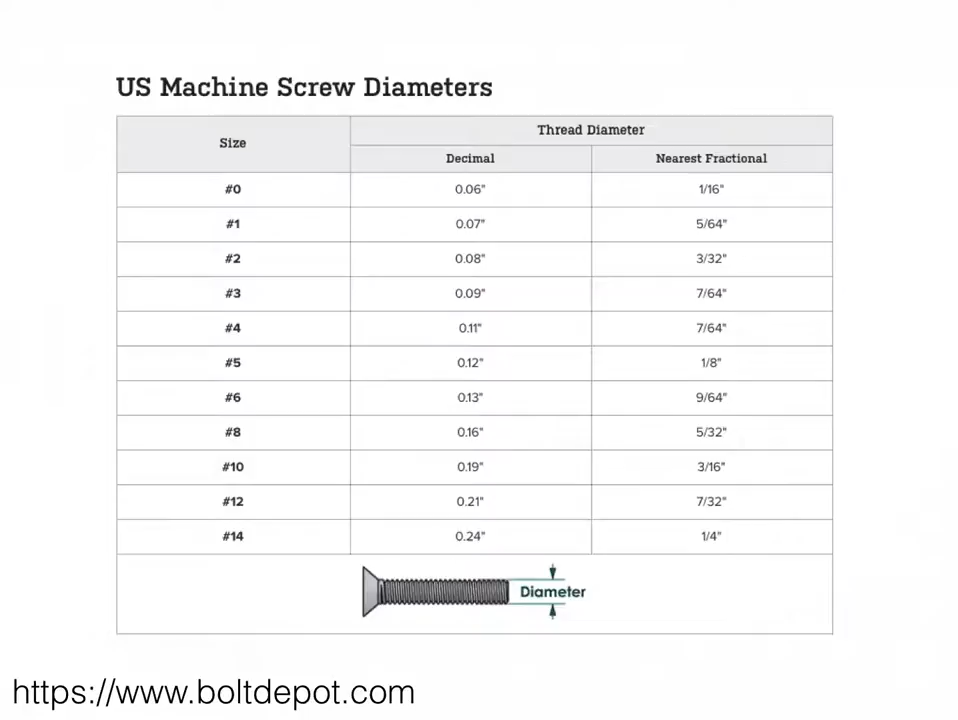 US Machine Screw Diameters
Size
Thread Diameter
Decimal Nearest Fractional
#0 0.06" 1/16"
#1 0.07" 5/64"
#2 0.08" 3/32"
#3 0.09" 7/64"
#4 0.11" 7/64"
#5 0.12" 1/8"
#6 0.13" 9/64"
#8 0.16" 5/32"
#10 0.19" 3/16"
#12 0.21" 7/32"
#14 0.24" 1/4"
Diameter
https://www.boltdepot.com